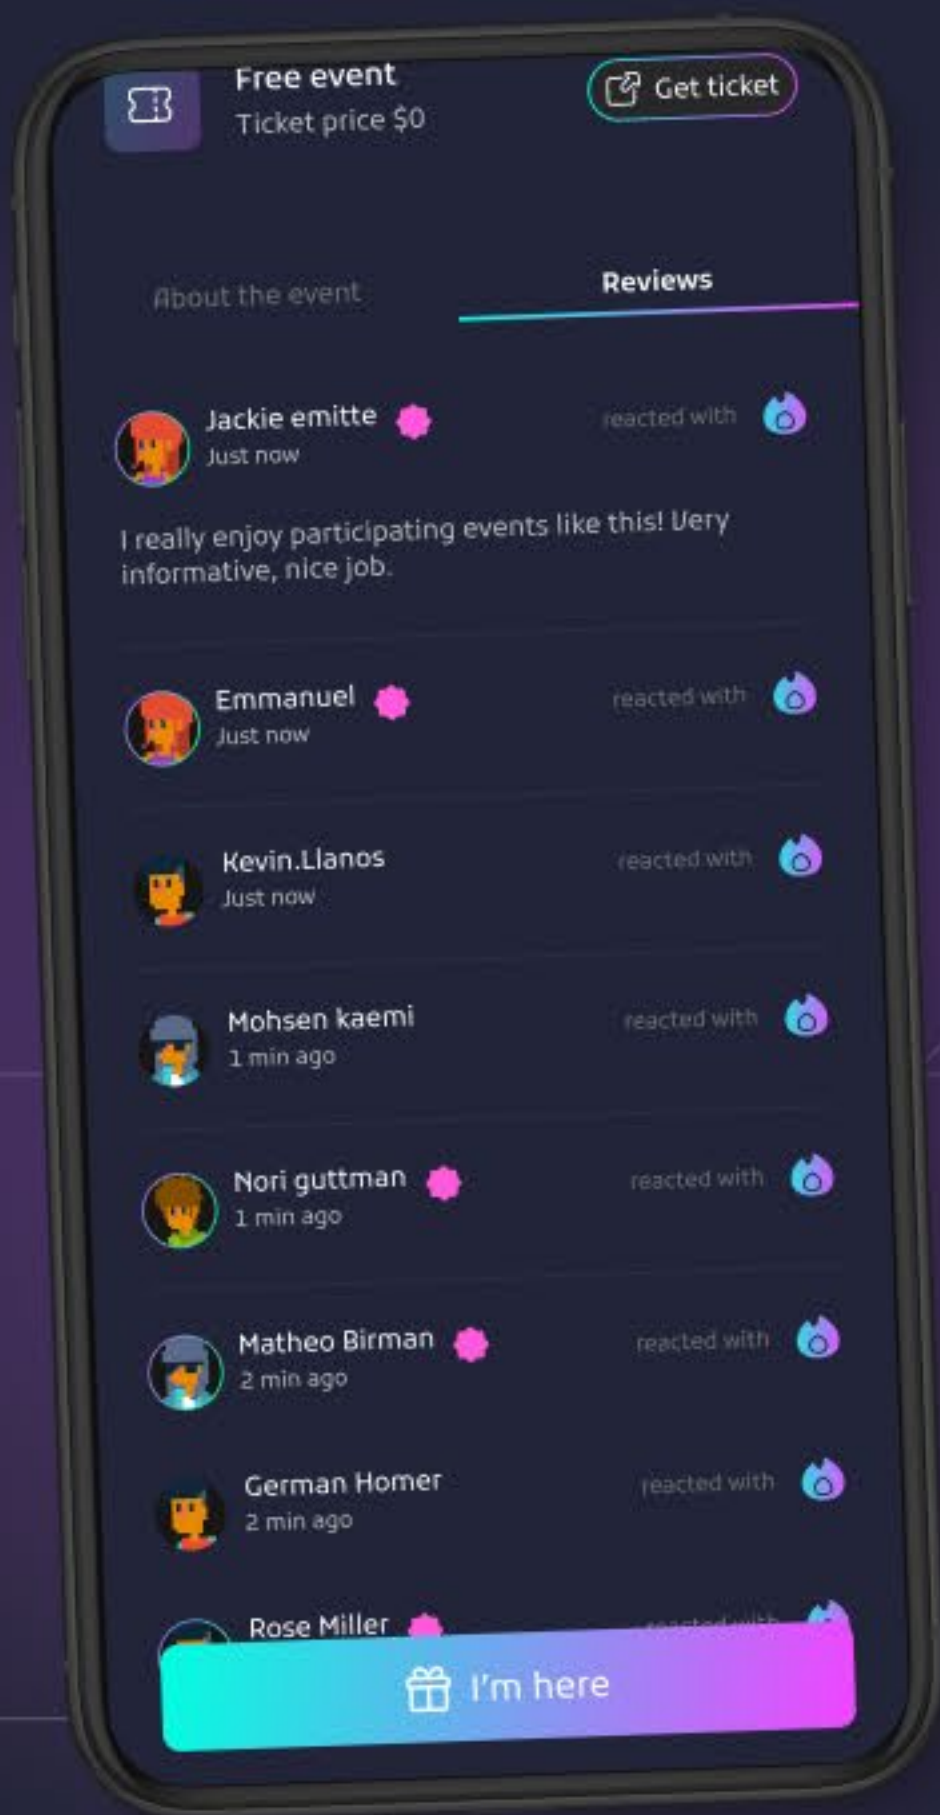 Free event
Get ticket
Ticket price $0
About the event
Reviews
Jackie emitte
reacted with
Just now
I really enjoy participating events like this! Very
informative, nice job.
Emmanuel
reacted with
Just now
Kevin.Llanos
reacted with
Just now
Mohsen kaemi
reacted with
1 min ago
Nori guttman
reacted with
1 min ago
Matheo Birman
reacted with
2 min ago
German Homer
reacted with
2 min ago
Rose Miller
reacted with
I'm here